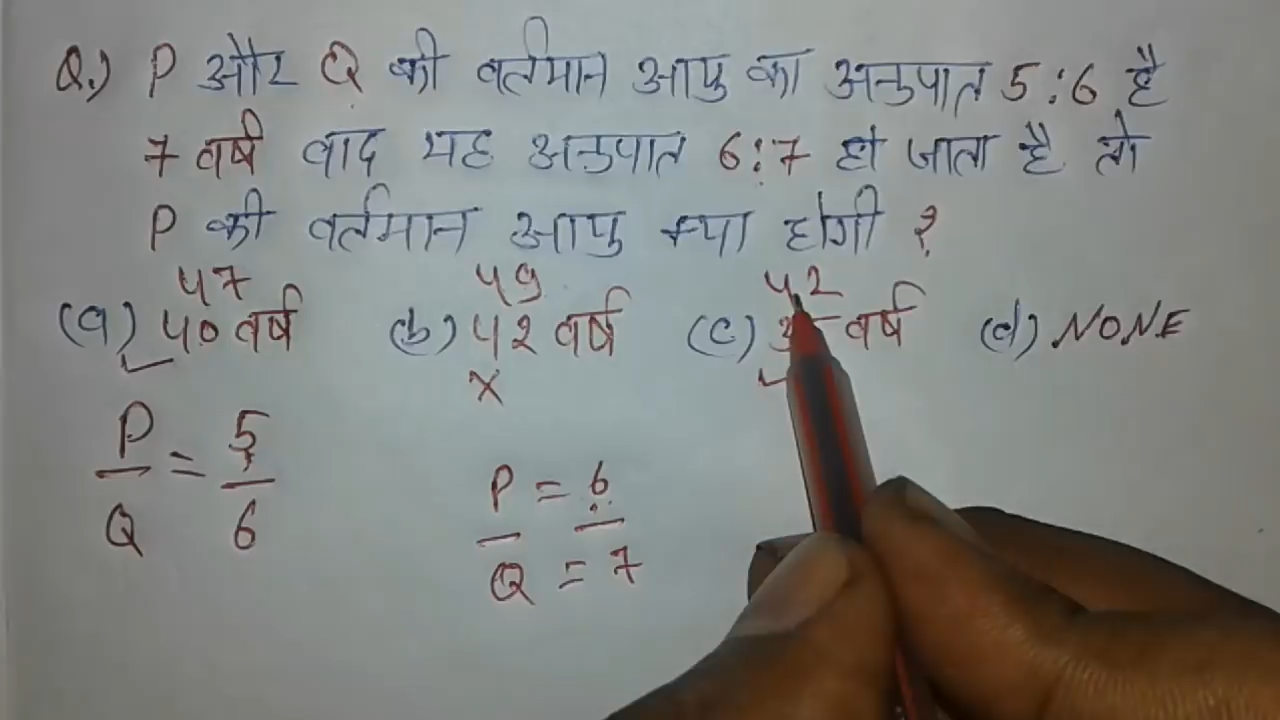 Q.) P और Q की वर्तमान आयु का अनुपात 5:6 है
7 वर्ष बाद यह अनुपात 6:7 हो जाता है तो
P की वर्तमान आयु क्या होगी ?
47 49 42
(a) 40 वर्ष (b) 42 वर्ष (c) वर्ष (d) NONE
P/Q = 5/6
P = 6
Q = 7